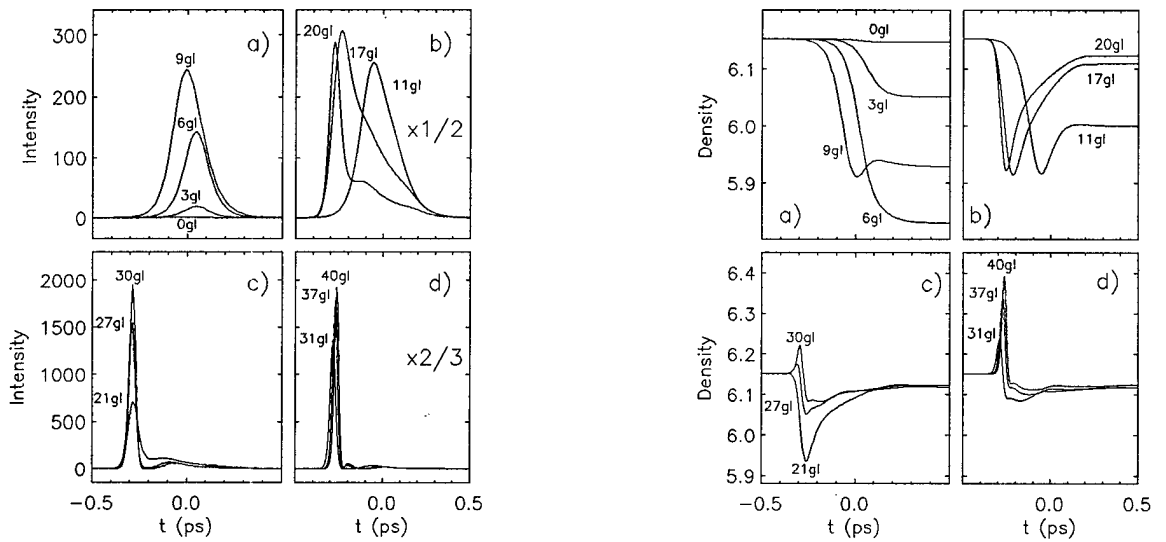 300
200
100
0
Intensity
a)
9gl
6gl
3gl
0gl
b)
20gl
17gl
11gl
x1/2
2000
1500
1000
500
0
Intensity
c)
30gl
27gl
21gl
d)
40gl
37gl
31gl
x2/3
-0.5
0.0
0.0
0.5
t (ps)
t (ps)
6.1
6.0
5.9
Density
a)
0gl
3gl
9gl
6gl
b)
20gl
17gl
11gl
6.4
6.3
6.2
6.1
6.0
5.9
Density
c)
30gl
27gl
21gl
d)
40gl
37gl
31gl
-0.5
0.0
0.0
0.5
t (ps)
t (ps)